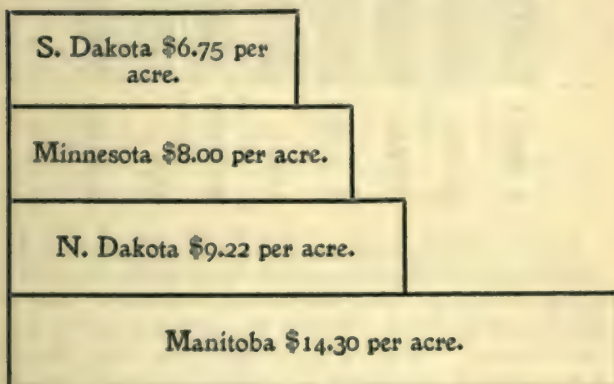 S. Dakota $6.75 per
acre.
Minnesota $8.00 per acre.
N. Dakota $9.22 per acre.
Manitoba $14.30 per acre.